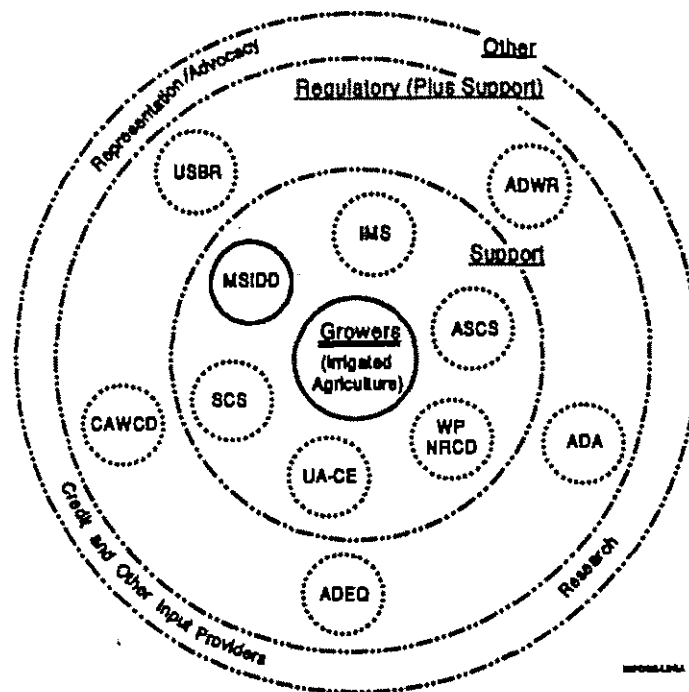 Other
Representation/Advocacy
Regulatory (Plus Support)
USBR
ADWR
IMS
Support
MSIDD
Growers
(Irrigated
Agriculture)
ASCS
SCS
CAWCD
WP
NRCD
ADA
UA-CE
ADEQ
Research
Credit and Other Input Providers